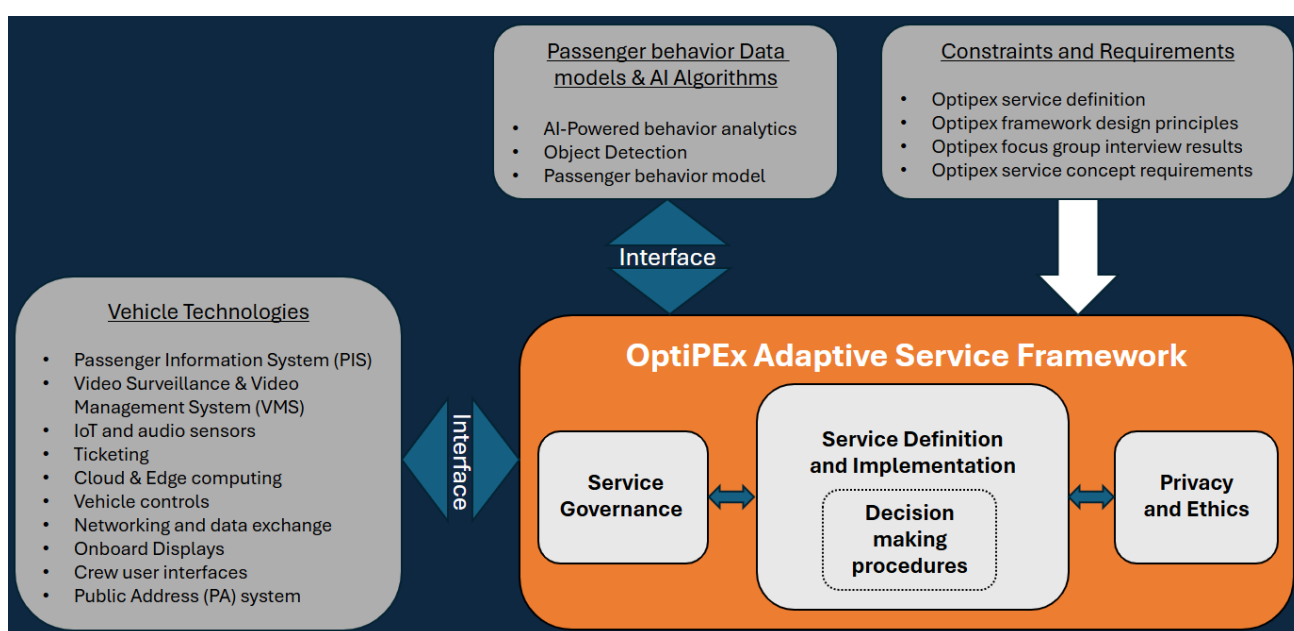 Passenger behavior Data
models & AI Algorithms
• AI-Powered behavior analytics
• Object Detection
• Passenger behavior model
Constraints and Requirements
• Optipex service definition
• Optipex framework design principles
• Optipex focus group interview results
• Optipex service concept requirements
Interface
Vehicle Technologies
• Passenger Information System (PIS)
• Video Surveillance & Video
Management System (VMS)
• IoT and audio sensors
• Ticketing
• Cloud & Edge computing
• Vehicle controls
• Networking and data exchange
• Onboard Displays
• Crew user interfaces
• Public Address (PA) system
Interface
OptiPEx Adaptive Service Framework
Service
Governance
Service Definition
and Implementation
Decision
making
procedures
Privacy
and Ethics